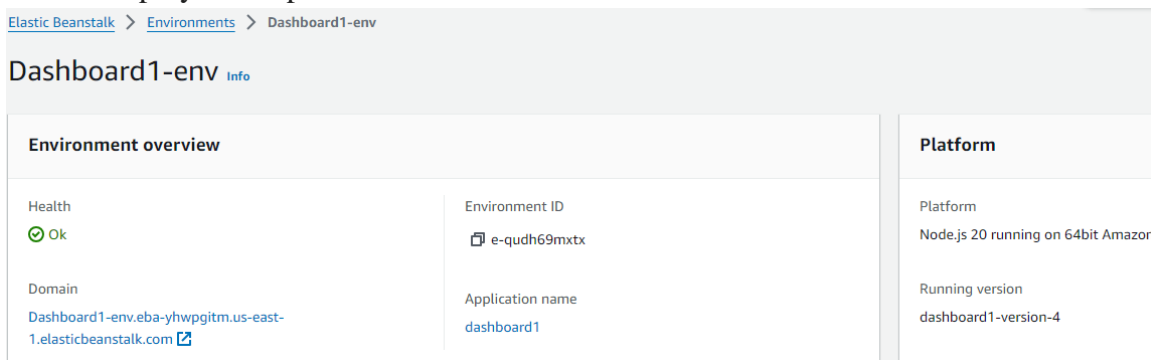 Elastic Beanstalk > Environments > Dashboard1-env
Dashboard1-env Info
Environment overview
Health
Ok
Domain
Dashboard1-env.eba-yhwpgitm.us-east-
1.elasticbeanstalk.com
Environment ID
e-qudh69mxtx
Application name
dashboard1
Platform
Platform
Node.js 20 running on 64bit Amazon
Running version
dashboard1-version-4